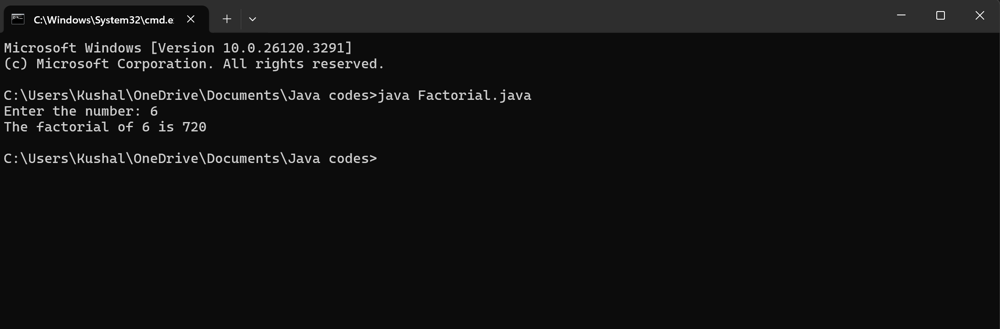 C:\Windows\System32\cmd.e
Microsoft Windows [Version 10.0.26120.3291]
(c) Microsoft Corporation. All rights reserved.
C:\Users\Kushal\OneDrive\Documents\Java codes>java Factorial.java
Enter the number: 6
The factorial of 6 is 720
C:\Users\Kushal\OneDrive\Documents\Java codes>